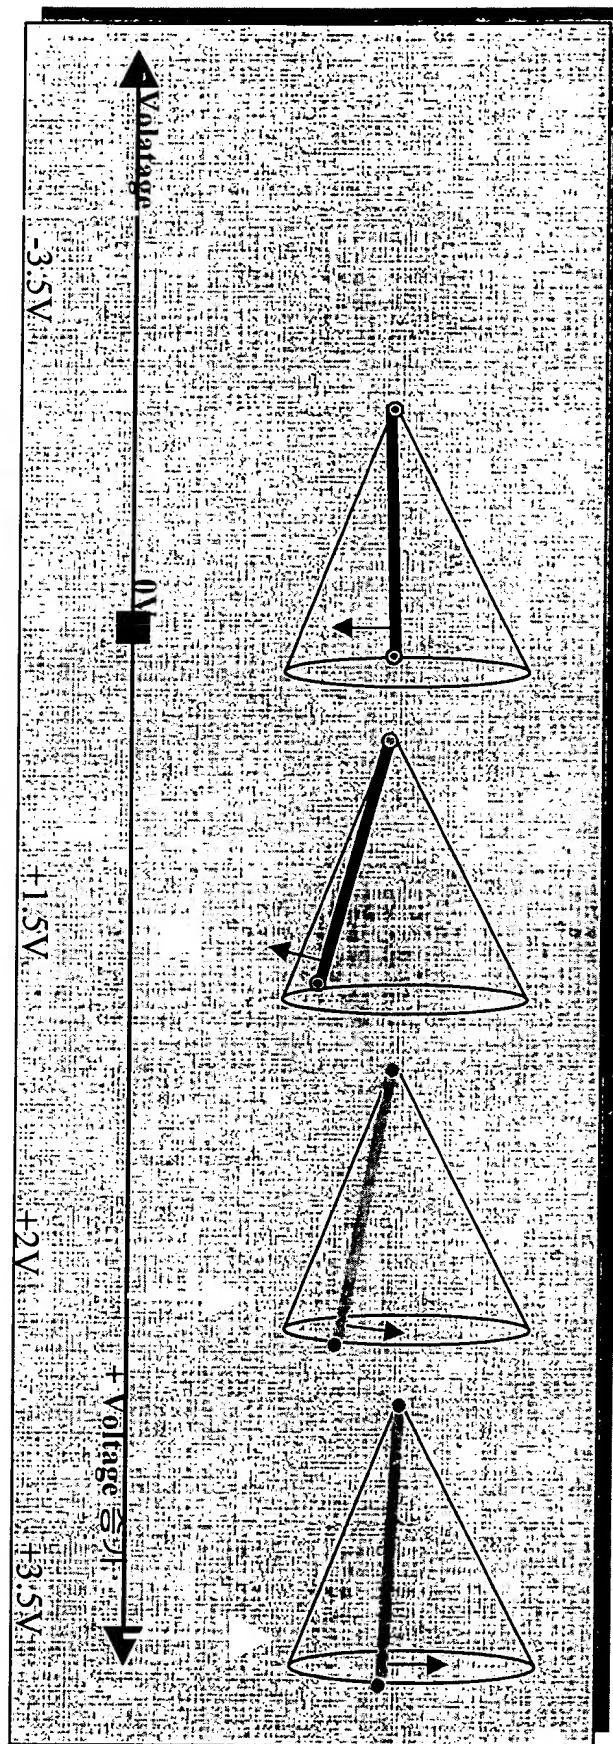 Volatage
0V
+ Voltage 증가
-3.5V
+1.5V
+2V
+3.5V